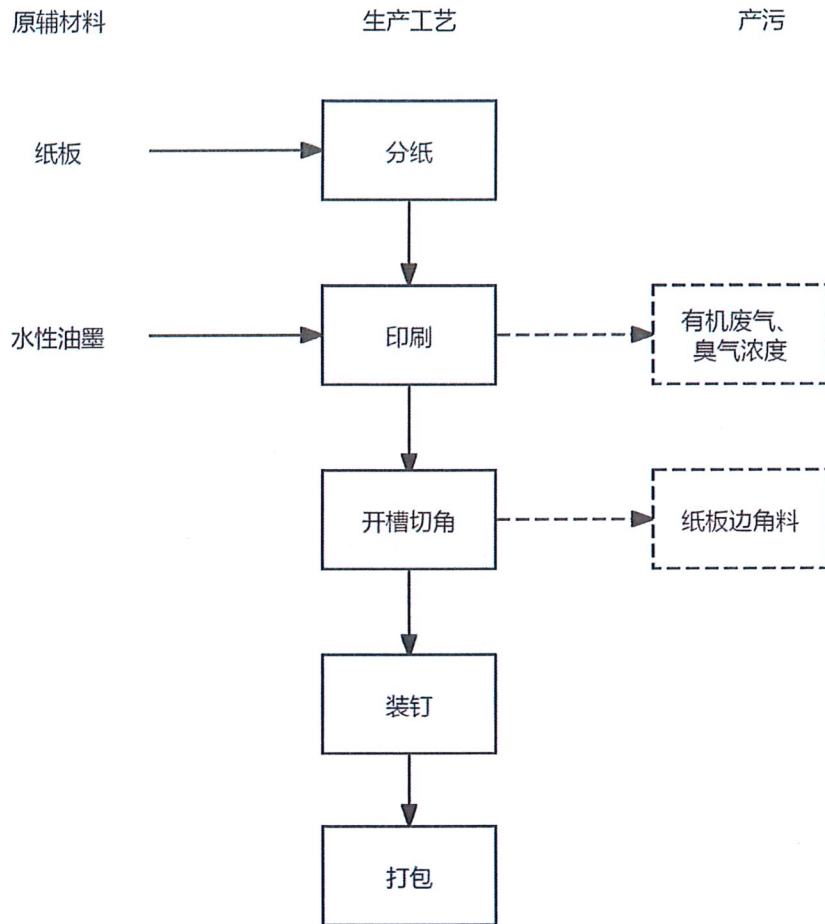 原辅材料
生产工艺
产污
纸板
分纸
水性油墨
印刷
有机废气、
臭气浓度
开槽切角
纸板边角料
装钉
打包